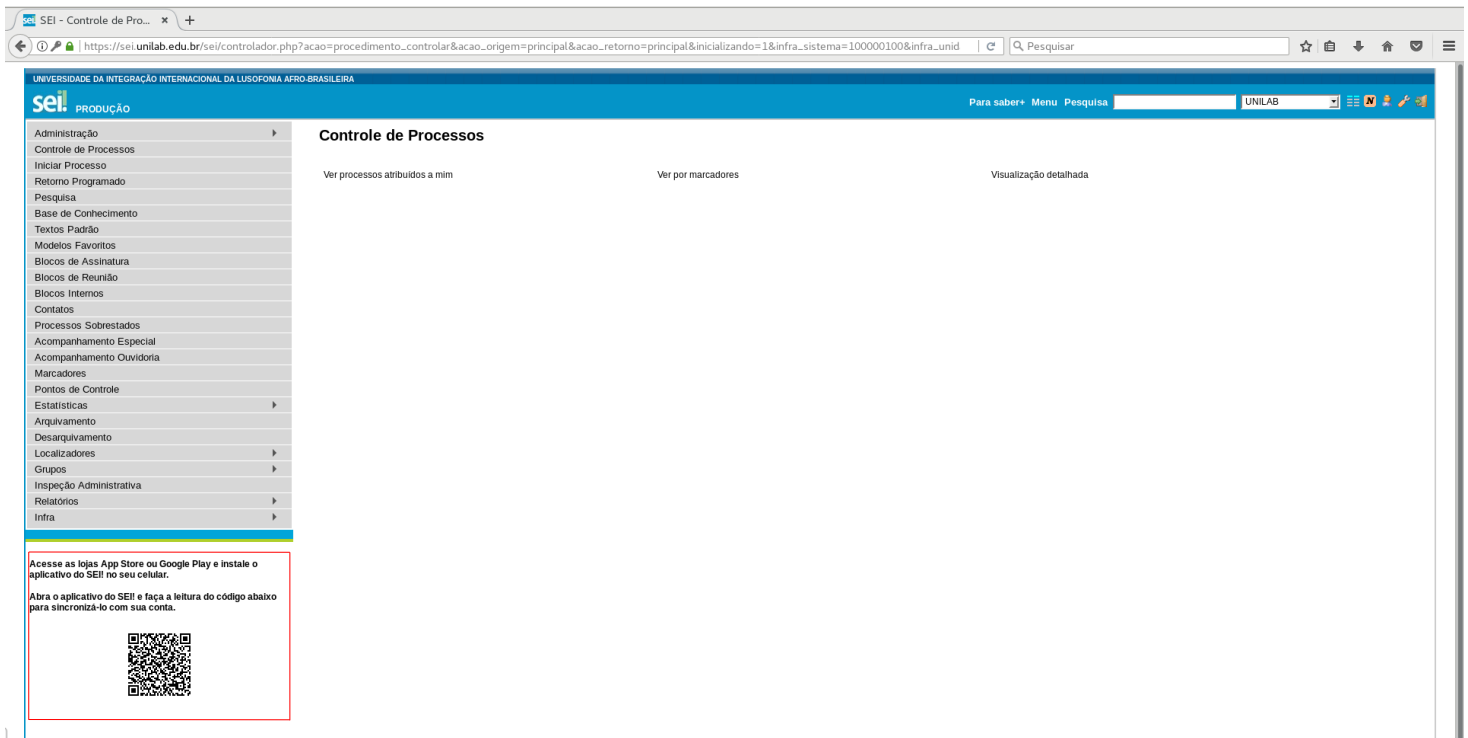 SEI - Controle de Pro...
https://sei.unilab.edu.br/sei/controlador.php?acao=procedimento_controlar&acao_origem=principal&acao_retorno=principal&inicializando=1&infra_sistema=100000100&infra_unid
Pesquisar
UNIVERSIDADE DA INTEGRAÇÃO INTERNACIONAL DA LUSOFONIA AFRO-BRASILEIRA
sei! PRODUÇÃO
Para saber+ Menu Pesquisa
UNILAB
Administração
Controle de Processos
Iniciar Processo
Retorno Programado
Pesquisa
Base de Conhecimento
Textos Padrão
Modelos Favoritos
Blocos de Assinatura
Blocos de Reunião
Blocos Internos
Contatos
Processos Sobrestados
Acompanhamento Especial
Acompanhamento Ouvidoria
Marcadores
Pontos de Controle
Estatísticas
Arquivamento
Desarquivamento
Localizadores
Grupos
Inspeção Administrativa
Relatórios
Infra
Acesse as lojas App Store ou Google Play e instale o
aplicativo do SEI! no seu celular.
Abra o aplicativo do SEI! e faça a leitura do código abaixo
para sincronizá-lo com sua conta.
Controle de Processos
Ver processos atribuídos a mim
Ver por marcadores
Visualização detalhada